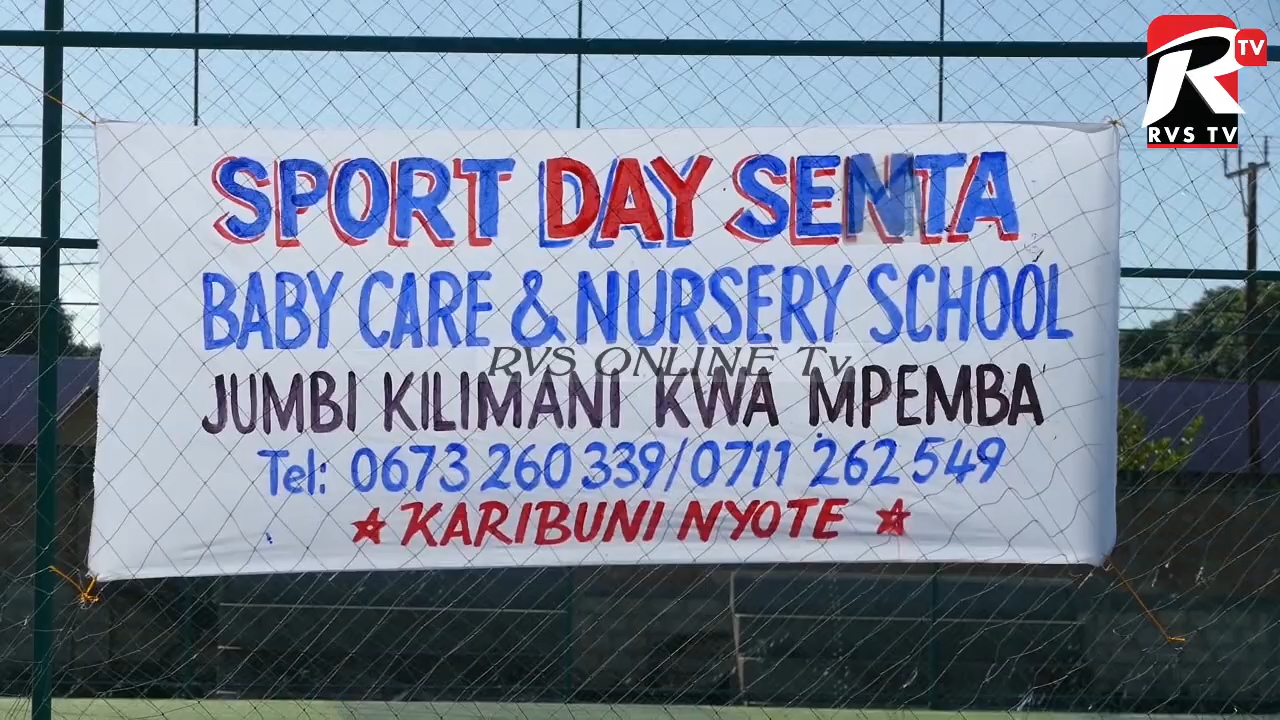 R TV
RVS TV
SPORT DAY SENTA
BABY CARE & NURSERY SCHOOL
RVS ONLINE Tv
JUMBI KILIMANI KWA MPEMBA
Tel: 0673 260 339/0711 262 549
★ KARIBUNI NYOTE ★